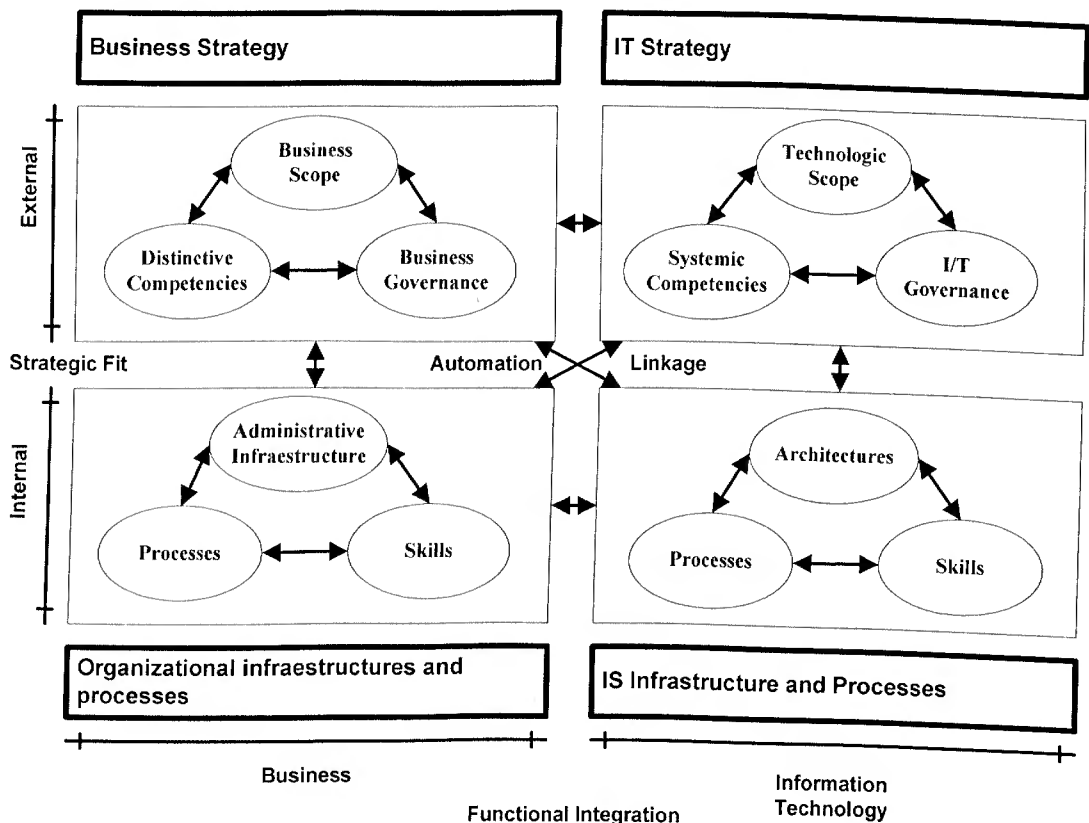 Business Strategy
IT Strategy
External
Business
Scope
Distinctive
Competencies
Business
Governance
Technologic
Scope
Systemic
Competencies
I/T
Governance
Strategic Fit
Automation
Linkage
Internal
Administrative
Infraestructure
Processes
Skills
Architectures
Processes
Skills
Organizational infraestructures and
processes
IS Infrastructure and Processes
Business
Information
Technology
Functional Integration